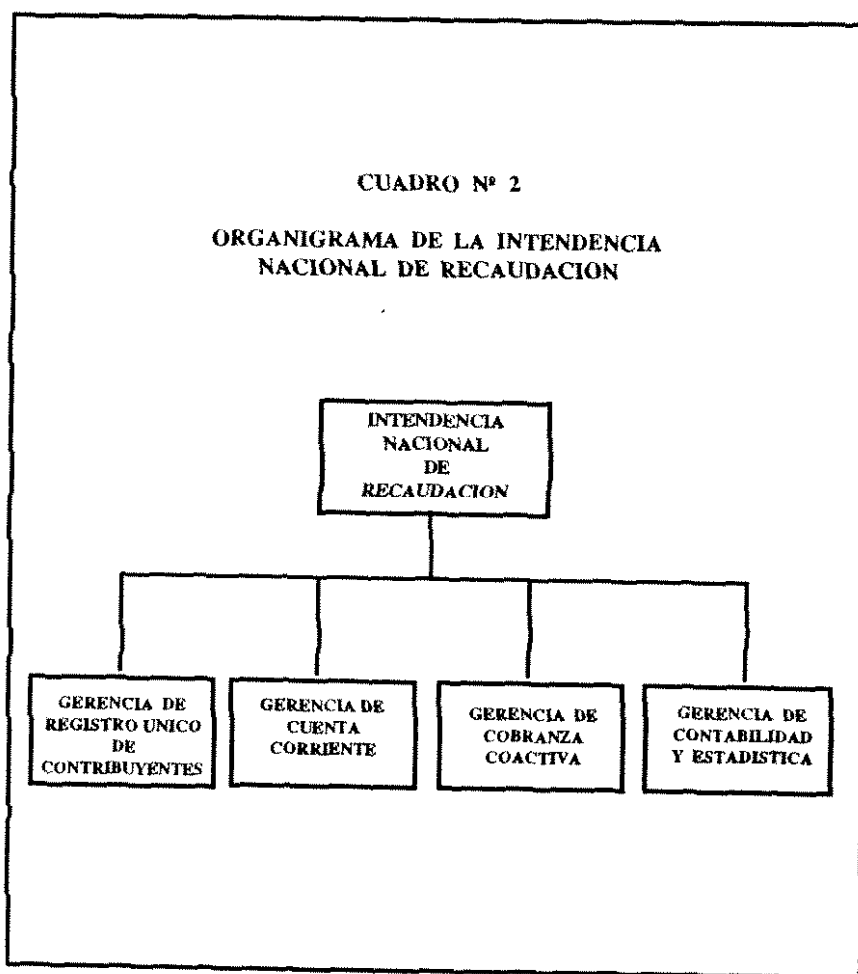 CUADRO Nº 2
ORGANIGRAMA DE LA INTENDENCIA
NACIONAL DE RECAUDACION
INTENDENCIA
NACIONAL
DE
RECAUDACION
GERENCIA DE
REGISTRO UNICO
DE
CONTRIBUYENTES
GERENCIA DE
CUENTA
CORRIENTE
GERENCIA DE
COBRANZA
COACTIVA
GERENCIA DE
CONTABILIDAD
Y ESTADISTICA